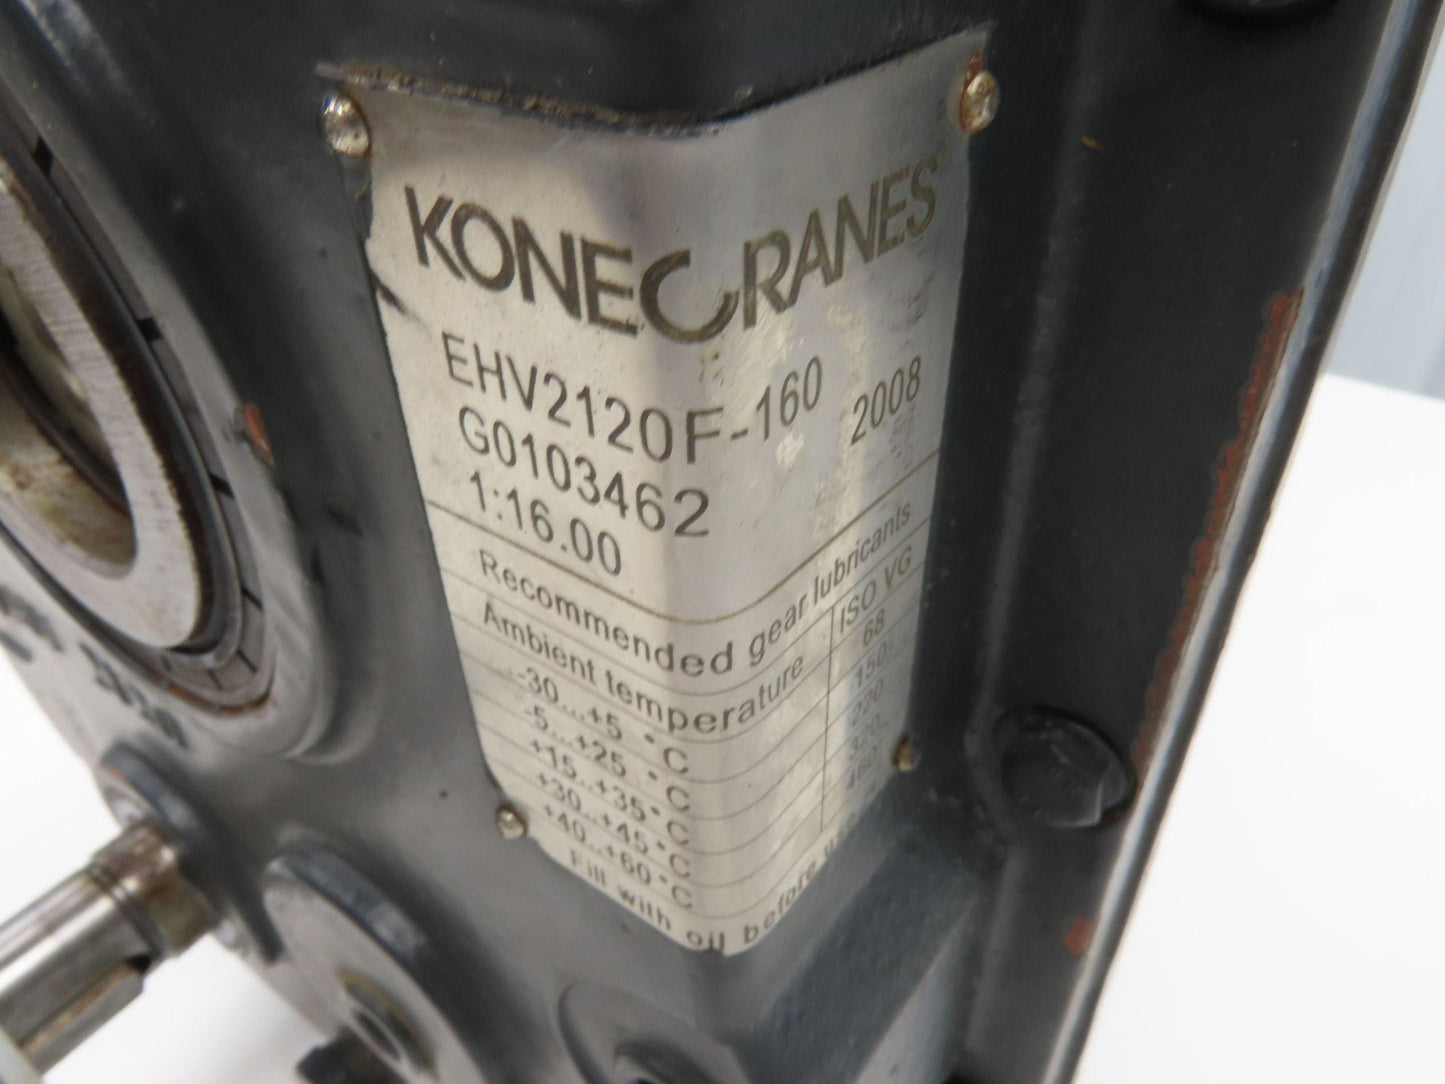 KONECRANES
EHV2120F-160 2008
G0103462
1:16.00
Recommended gear lubricants
Ambient temperature ISO VG
-30...+5 °C 68
-5...+25 °C 150
+15...+35°C 220
+30...+45°C 320
+40...+60°C 460
Fill with oil before use